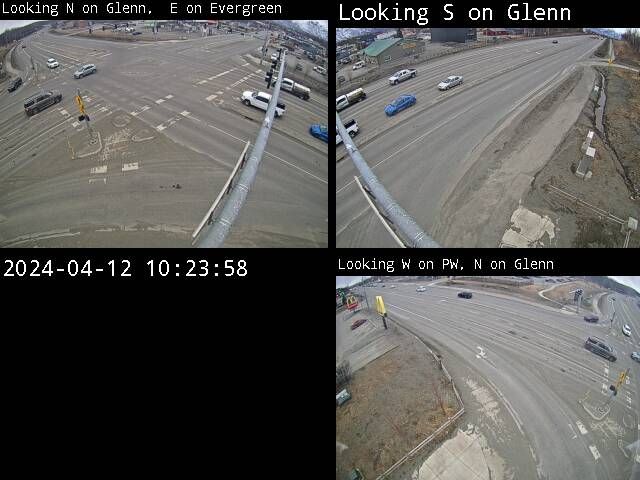 Looking N on Glenn, E on Evergreen
Looking S on Glenn
2024-04-12 10:23:58
Looking W on PW, N on Glenn